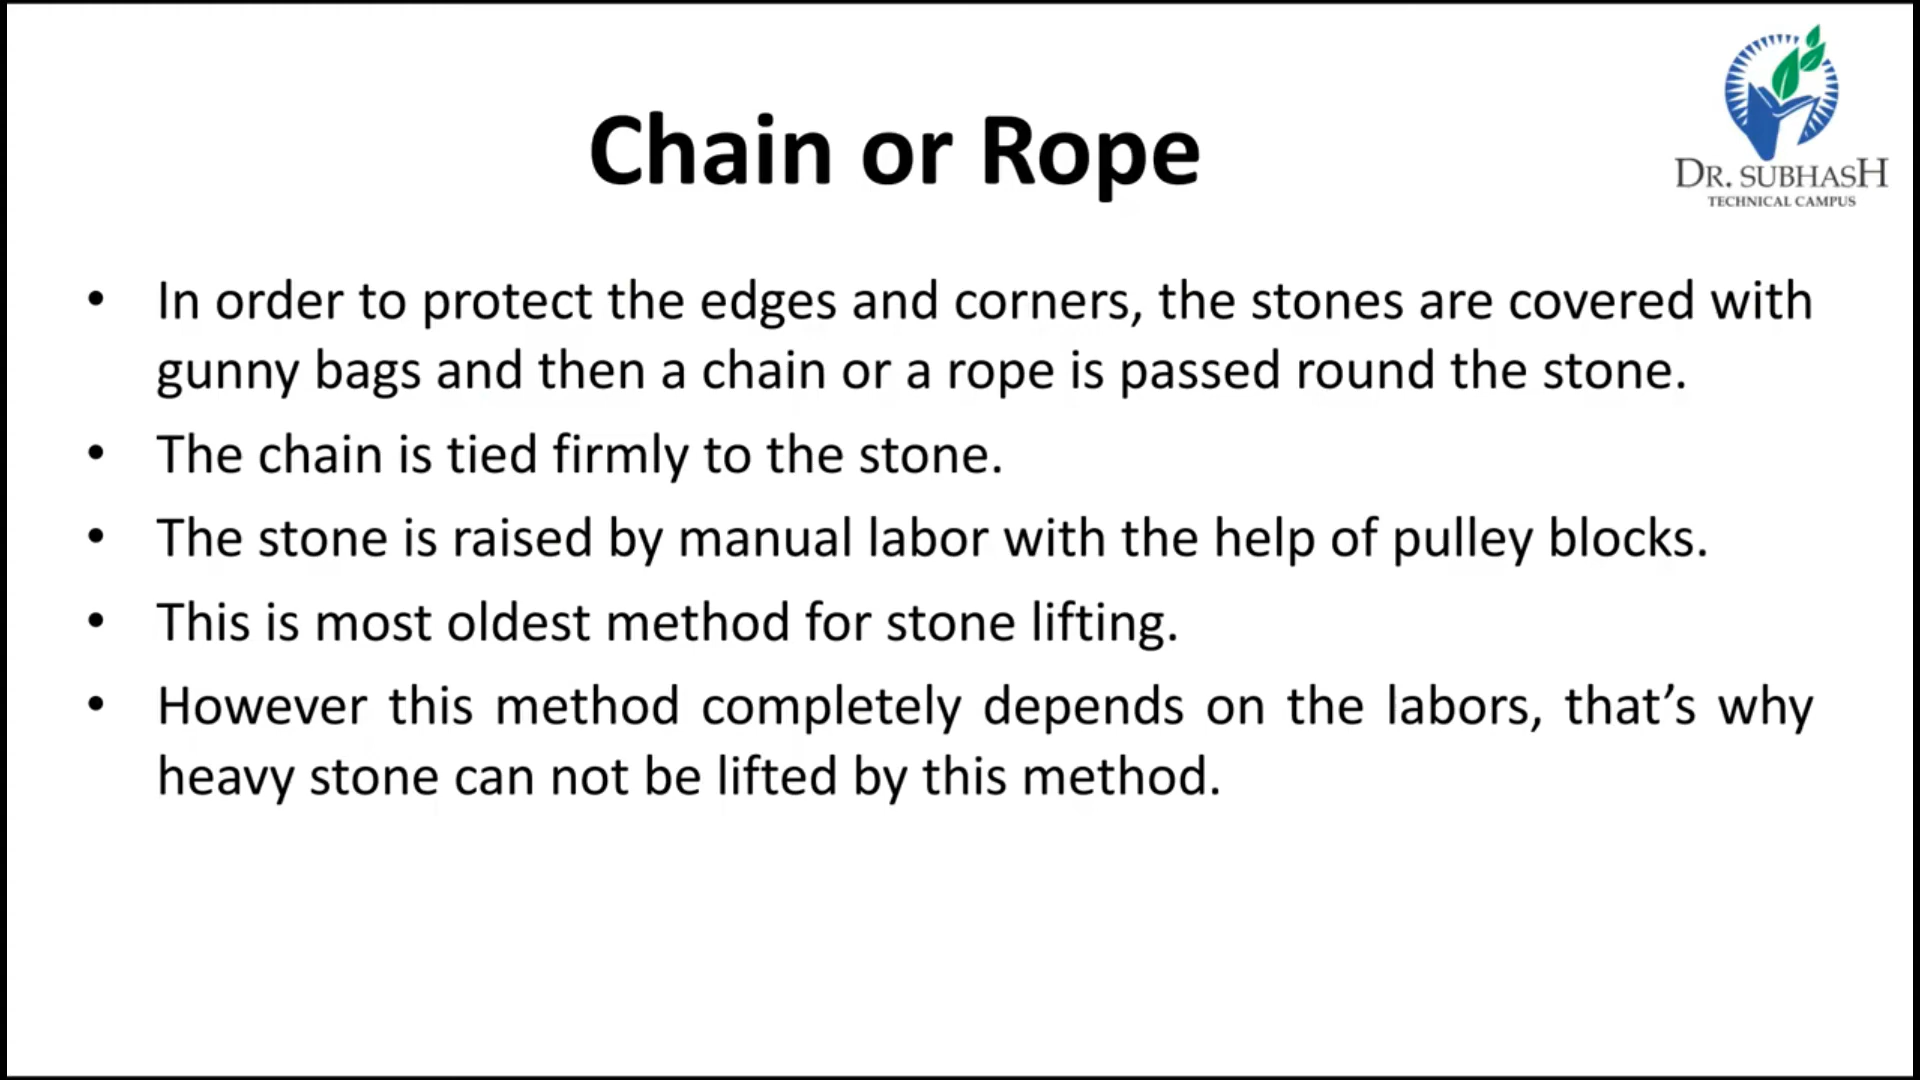 DR. SUBHASH
TECHNICAL CAMPUS
Chain or Rope
• In order to protect the edges and corners, the stones are covered with
gunny bags and then a chain or a rope is passed round the stone.
• The chain is tied firmly to the stone.
• The stone is raised by manual labor with the help of pulley blocks.
• This is most oldest method for stone lifting.
• However this method completely depends on the labors, that’s why
heavy stone can not be lifted by this method.